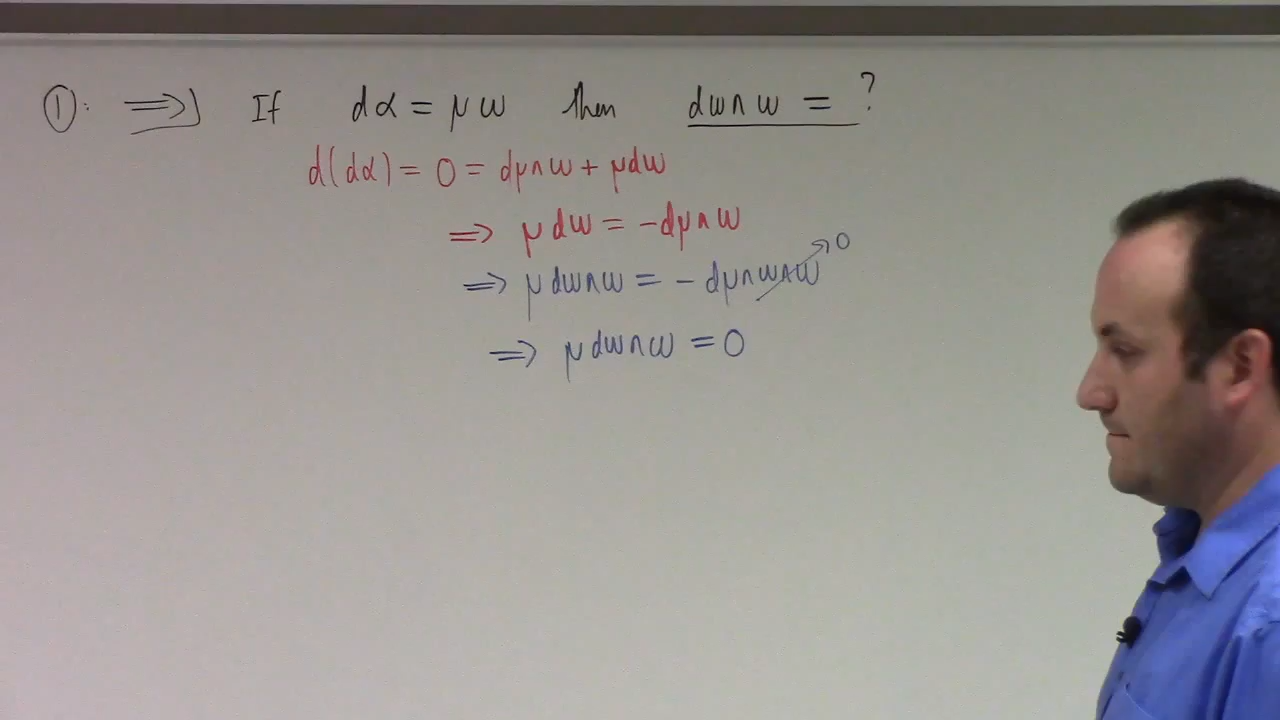 ①: ⟹) If dα = μω then dω∧ω = ?
d(dα) = 0 = dμ∧ω + μdω
⟹ μdω = -dμ∧ω
⟹ μdω∧ω = -dμ∧ω∧ω → 0
⟹ μdω∧ω = 0